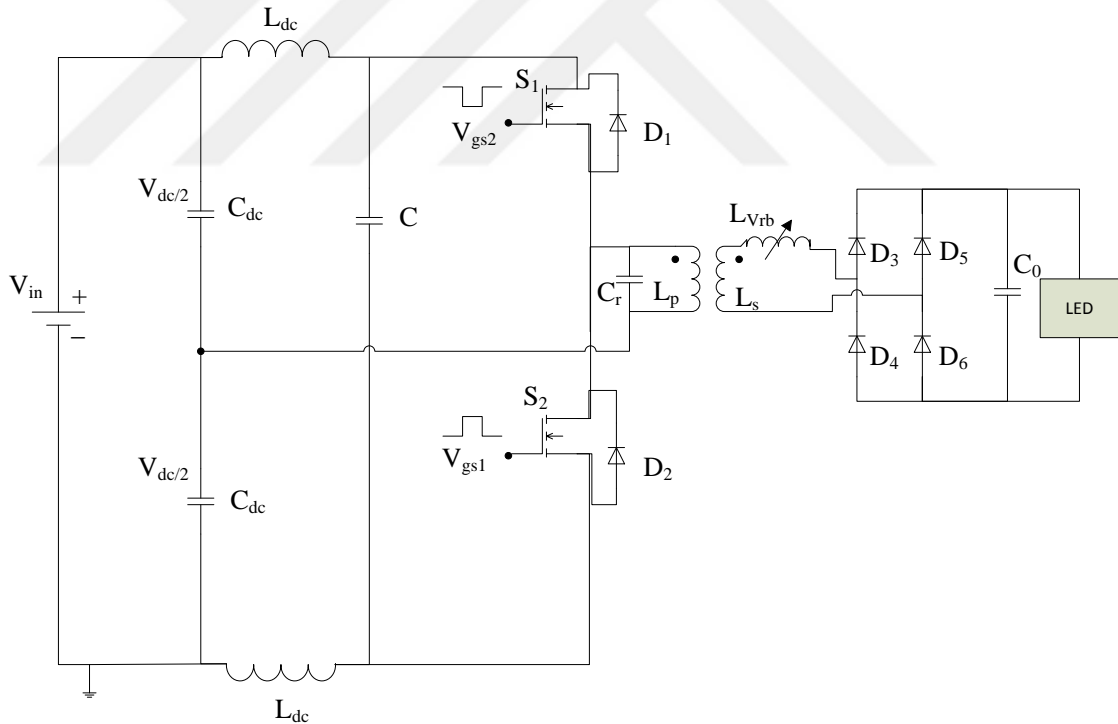 L_dc
S_1
V_gs2
D_1
V_dc/2
C_dc
C
L_Vrb
D_3
D_5
C_0
V_in
+
−
C_r
L_p
L_s
LED
D_4
D_6
S_2
V_gs1
D_2
V_dc/2
C_dc
L_dc